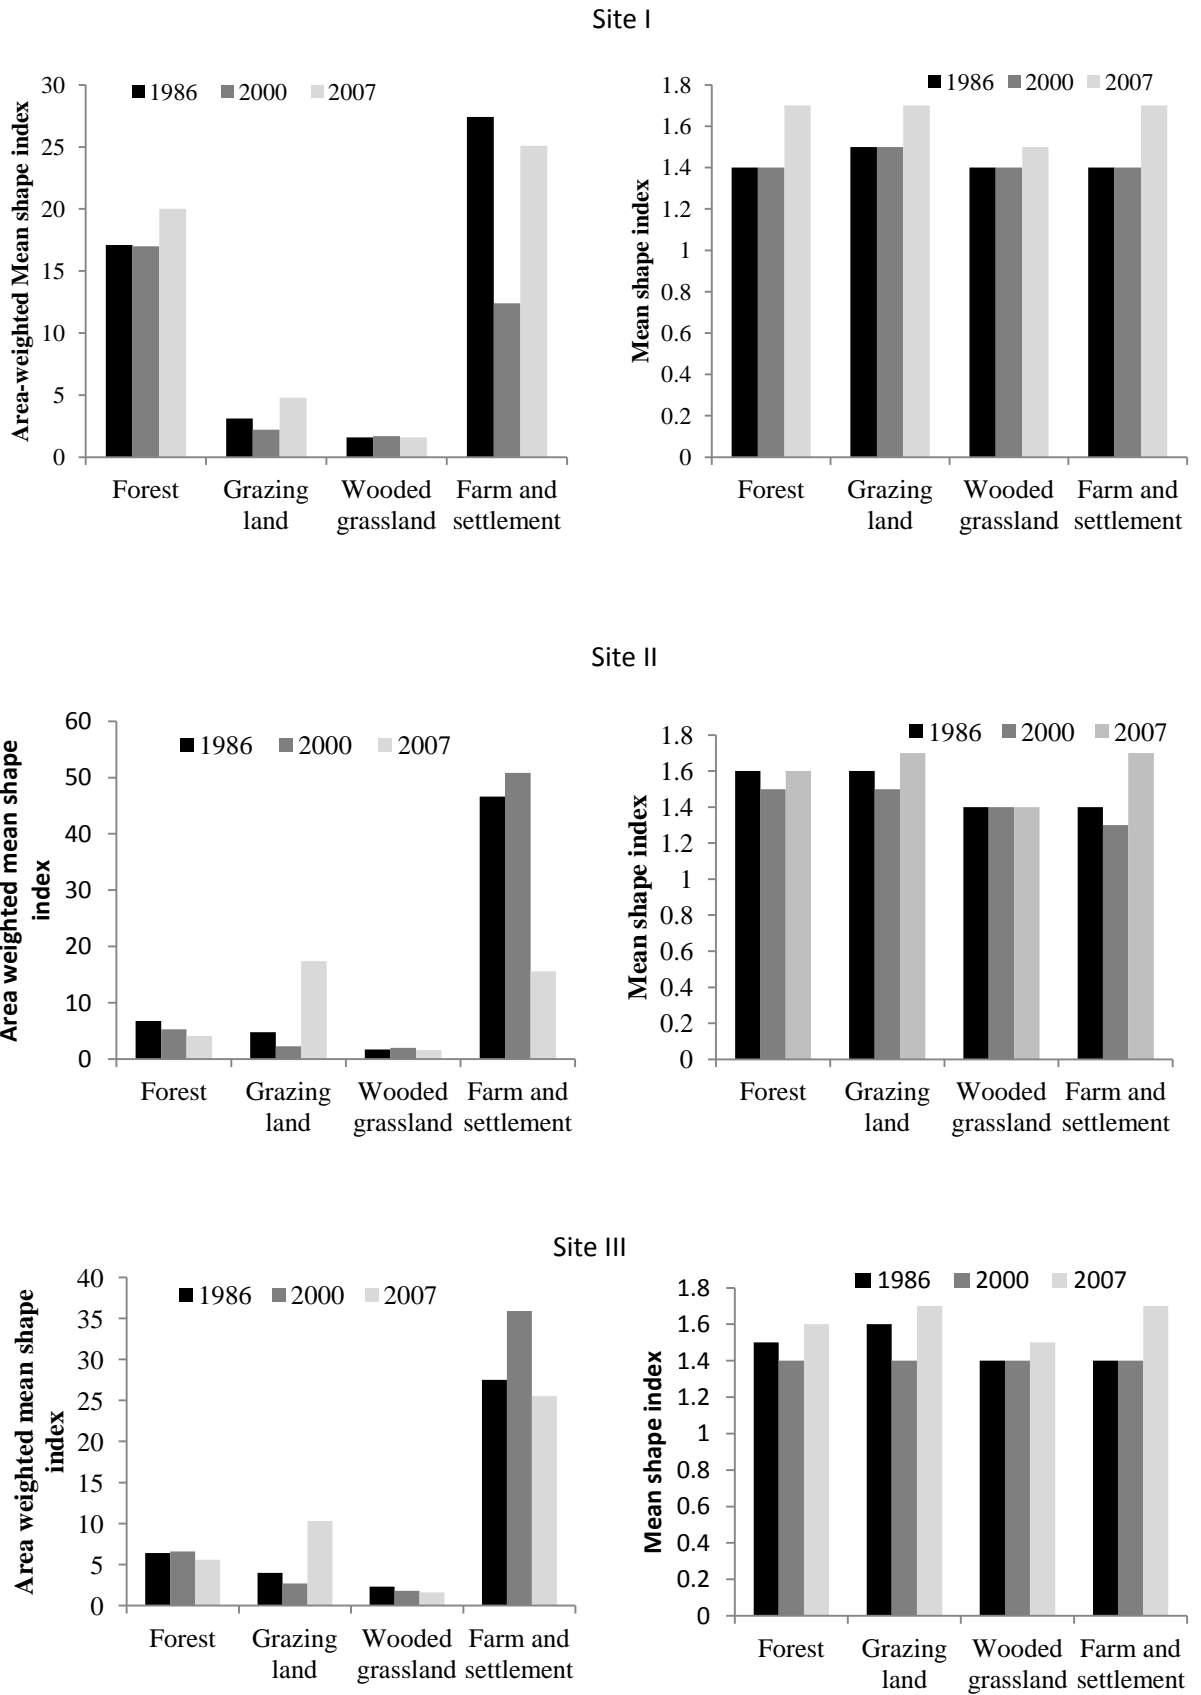 Site I
Area-weighted Mean shape index
30
25
20
15
10
5
0
1986 2000 2007
Forest
Grazing land
Wooded grassland
Farm and settlement
Mean shape index
1.8
1.6
1.4
1.2
1
0.8
0.6
0.4
0.2
0
1986 2000 2007
Forest
Grazing land
Wooded grassland
Farm and settlement
Site II
Area weighted mean shape
index
60
50
40
30
20
10
0
1986 2000 2007
Forest
Grazing land
Wooded grassland
Farm and settlement
Mean shape index
1.8
1.6
1.4
1.2
1
0.8
0.6
0.4
0.2
0
1986 2000 2007
Forest
Grazing land
Wooded grassland
Farm and settlement
Site III
Area weighted mean shape
index
40
35
30
25
20
15
10
5
0
1986 2000 2007
Forest
Grazing land
Wooded grassland
Farm and settlement
Mean shape index
1.8
1.6
1.4
1.2
1
0.8
0.6
0.4
0.2
0
1986 2000 2007
Forest
Grazing land
Wooded grassland
Farm and settlement